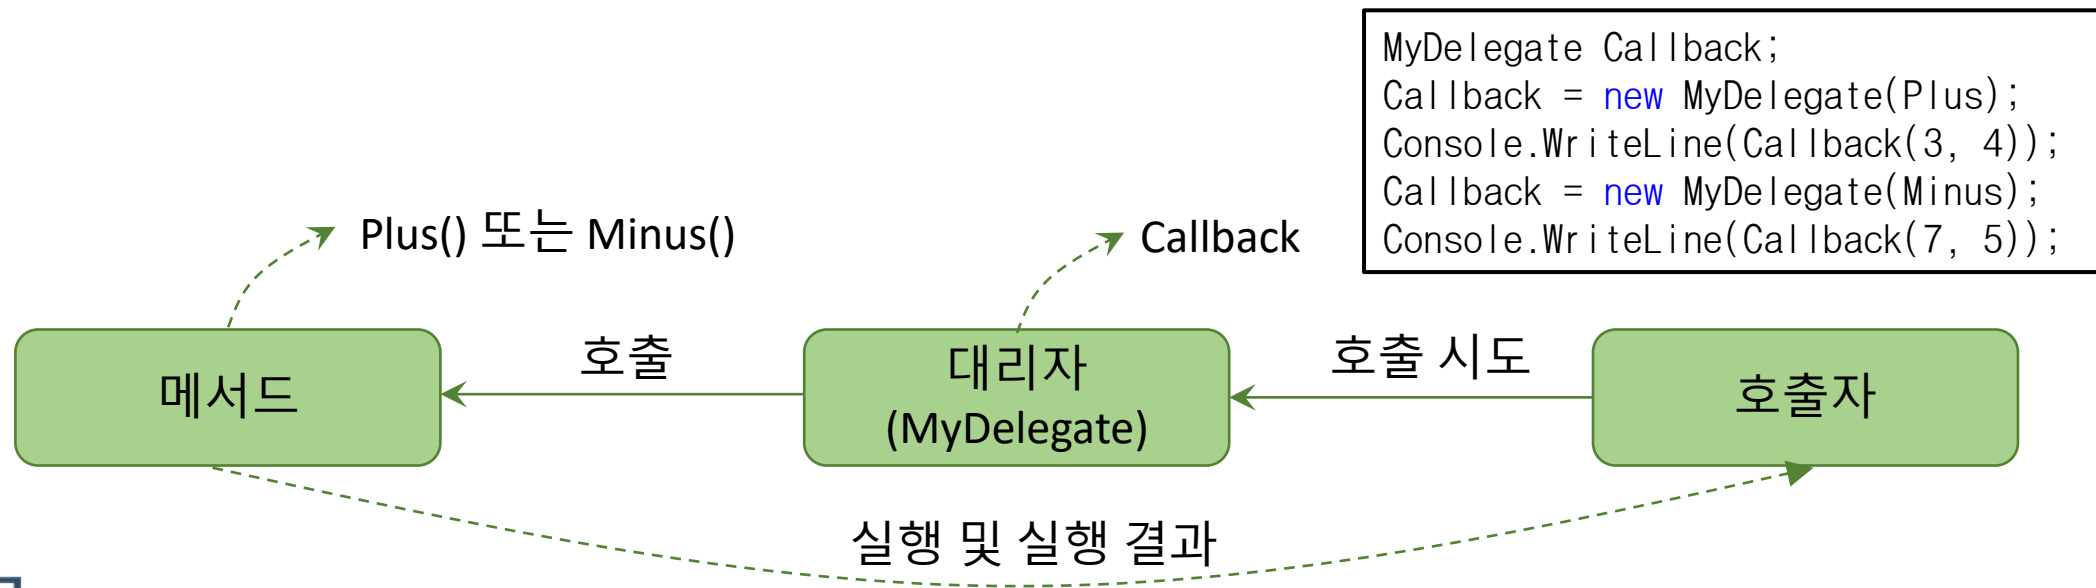 MyDelegate Callback;
Callback = new MyDelegate(Plus);
Console.WriteLine(Callback(3, 4));
Callback = new MyDelegate(Minus);
Console.WriteLine(Callback(7, 5));
Plus() 또는 Minus()
Callback
메서드
호출
대리자
(MyDelegate)
호출 시도
호출자
실행 및 실행 결과